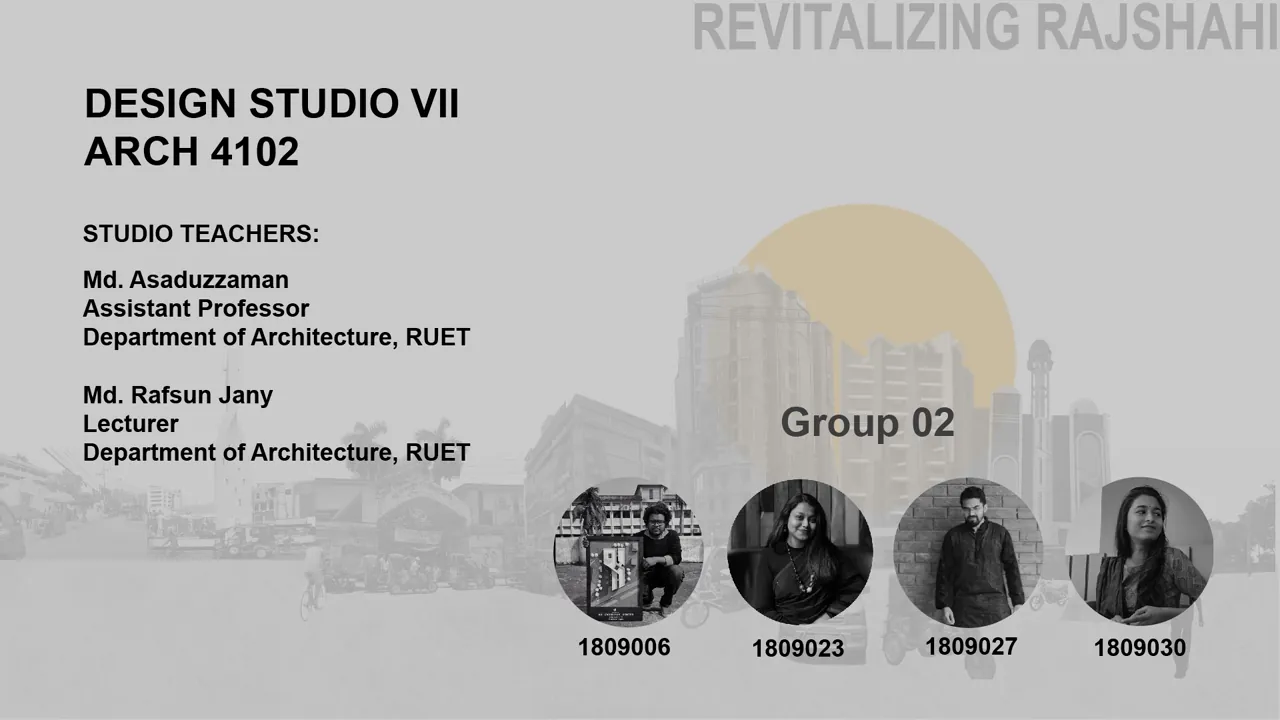 REVITALIZING RAJSHAHI
DESIGN STUDIO VII
ARCH 4102
STUDIO TEACHERS:
Md. Asaduzzaman
Assistant Professor
Department of Architecture, RUET
Md. Rafsun Jany
Lecturer
Department of Architecture, RUET
Group 02
1809006
1809023
1809027
1809030